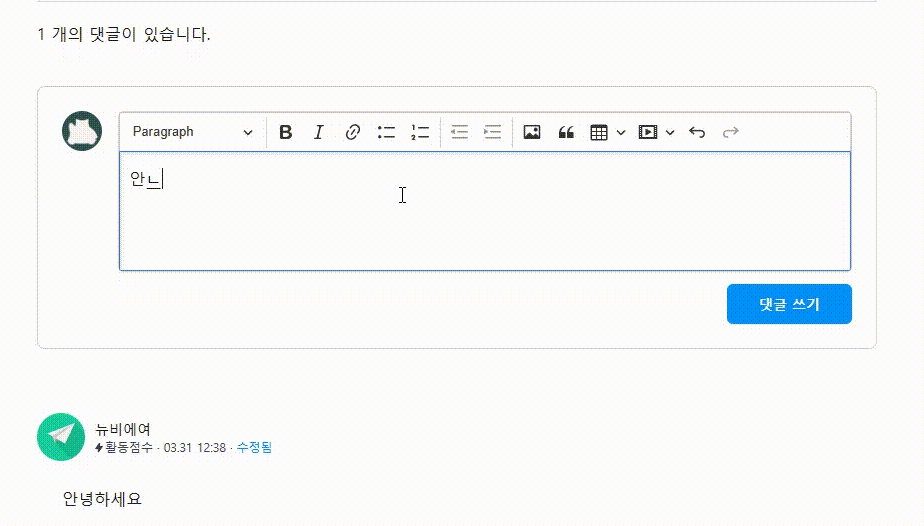 1 개의 댓글이 있습니다.
Paragraph
안ㄴ
댓글 쓰기
뉴비에여
활동점수 · 03.31 12:38 · 수정됨
안녕하세요